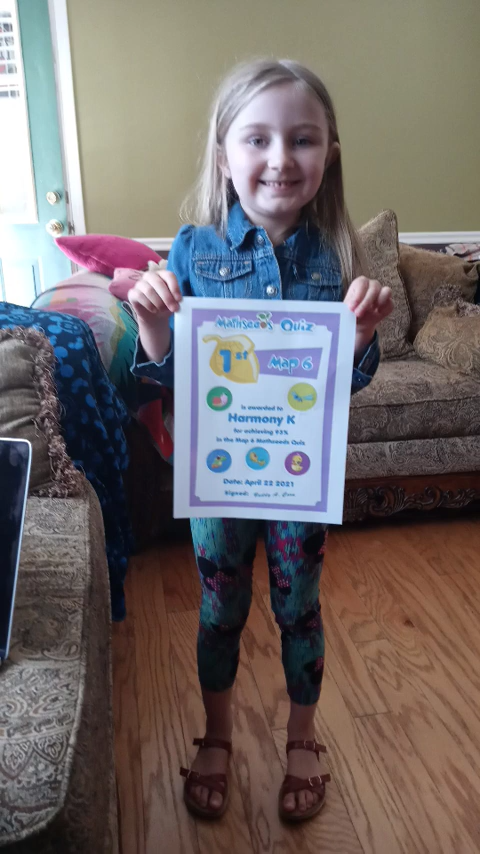 Mathseeds Quiz
1st
Map 6
is awarded to
Harmony K
for achieving 93%
in the Map 6 Mathseeds Quiz
Date: April 22 2021
Signed: